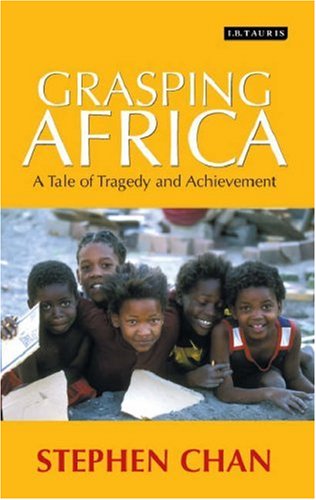 I.B.TAURIS
GRASPING
AFRICA
A Tale of Tragedy and Achievement
STEPHEN CHAN